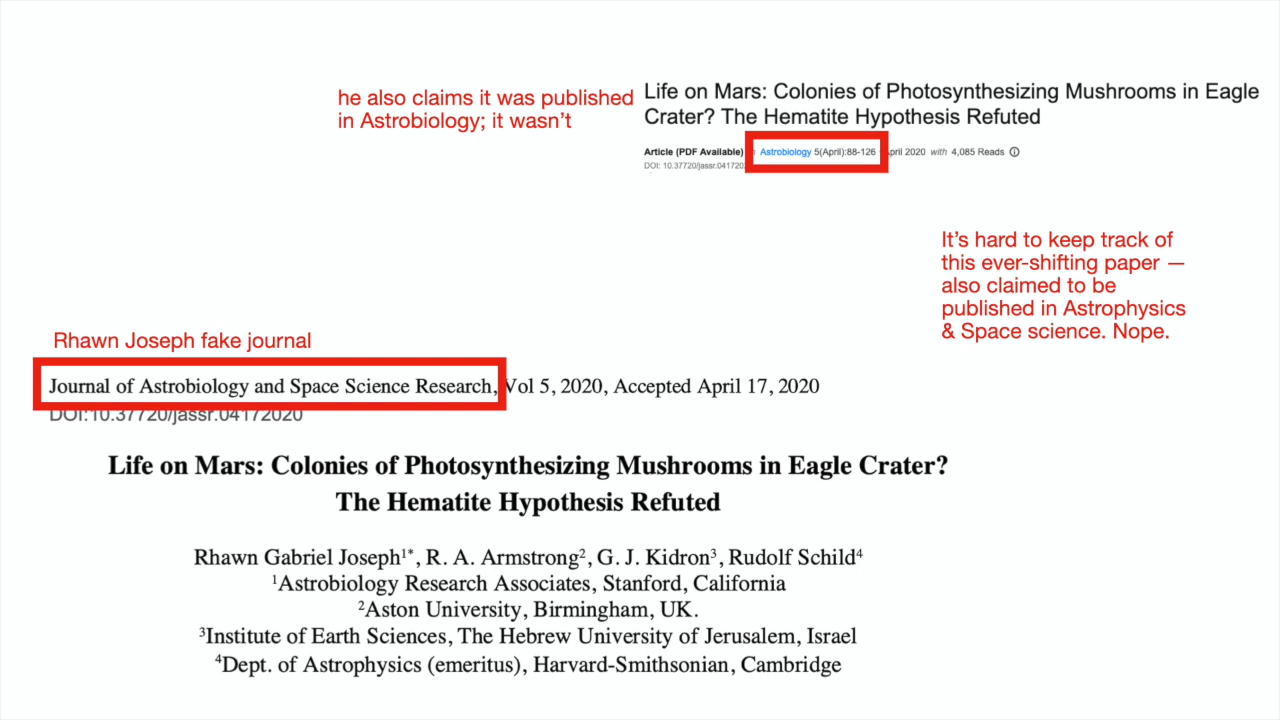 he also claims it was published
in Astrobiology; it wasn't
Life on Mars: Colonies of Photosynthesizing Mushrooms in Eagle
Crater? The Hematite Hypothesis Refuted
Article (PDF Available) Astrobiology 5(April):88-126 April 2020 with 4,085 Reads
DOI: 10.37720/jassr.041720
It's hard to keep track of
this ever-shifting paper —
also claimed to be
published in Astrophysics
& Space science. Nope.
Rhawn Joseph fake journal
Journal of Astrobiology and Space Science Research, Vol 5, 2020, Accepted April 17, 2020
DOI:10.37720/jassr.04172020
Life on Mars: Colonies of Photosynthesizing Mushrooms in Eagle Crater?
The Hematite Hypothesis Refuted
Rhawn Gabriel Joseph¹*, R. A. Armstrong², G. J. Kidron³, Rudolf Schild⁴
¹Astrobiology Research Associates, Stanford, California
²Aston University, Birmingham, UK.
³Institute of Earth Sciences, The Hebrew University of Jerusalem, Israel
⁴Dept. of Astrophysics (emeritus), Harvard-Smithsonian, Cambridge